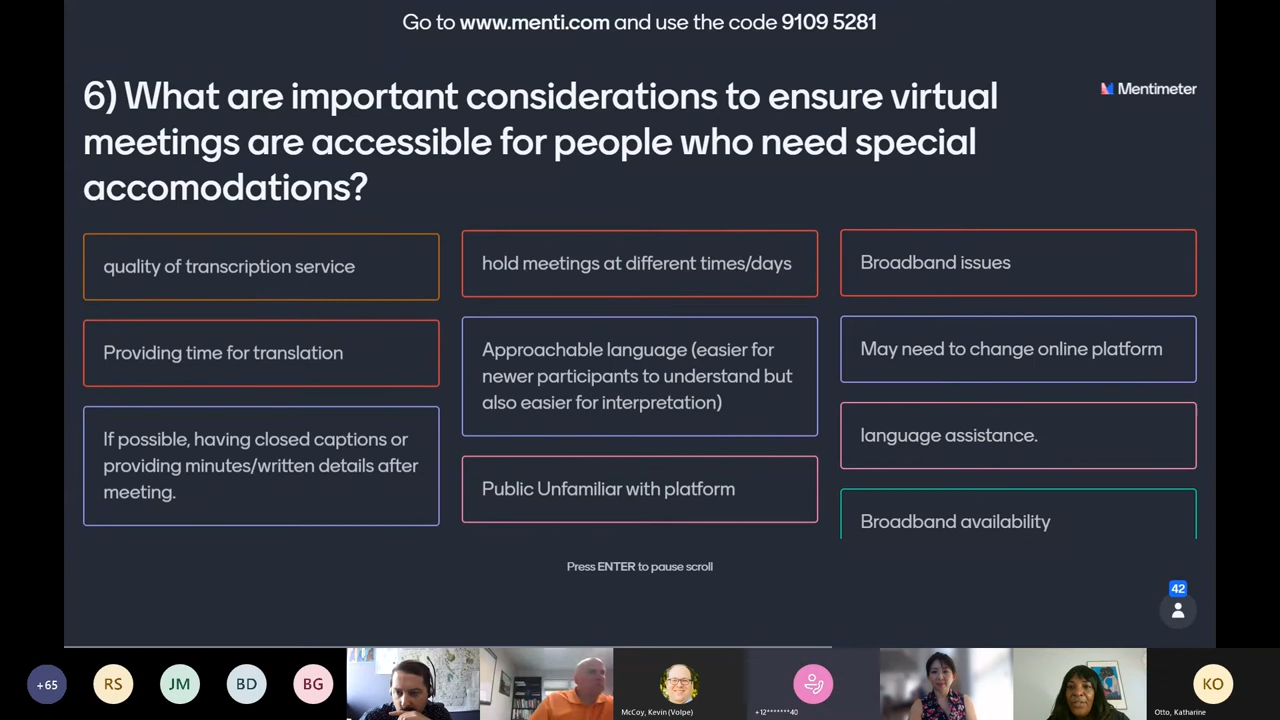 Go to www.menti.com and use the code 9109 5281
6) What are important considerations to ensure virtual
meetings are accessible for people who need special
accomodations?
Mentimeter
quality of transcription service
Providing time for translation
If possible, having closed captions or
providing minutes/written details after
meeting.
hold meetings at different times/days
Approachable language (easier for
newer participants to understand but
also easier for interpretation)
Public Unfamiliar with platform
Broadband issues
May need to change online platform
language assistance.
Broadband availability
Press ENTER to pause scroll
42
+65
RS
JM
BD
BG
McCoy, Kevin (Volpe)
+12*******40
KO
Otto, Katharine